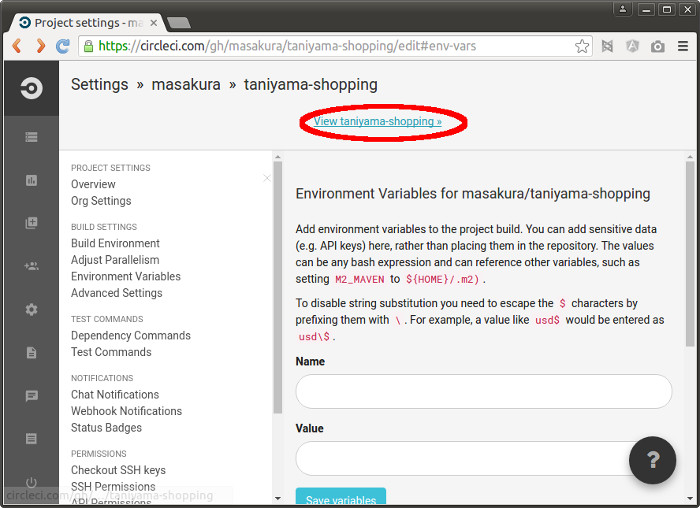 Project settings - ma
https://circleci.com/gh/masakura/taniyama-shopping/edit#env-vars
Settings » masakura » taniyama-shopping
View taniyama-shopping »
PROJECT SETTINGS
Overview
Org Settings
BUILD SETTINGS
Build Environment
Adjust Parallelism
Environment Variables
Advanced Settings
TEST COMMANDS
Dependency Commands
Test Commands
NOTIFICATIONS
Chat Notifications
Webhook Notifications
Status Badges
PERMISSIONS
Checkout SSH keys
SSH Permissions
API Permissions
Environment Variables for masakura/taniyama-shopping
Add environment variables to the project build. You can add sensitive data
(e.g. API keys) here, rather than placing them in the repository. The values
can be any bash expression and can reference other variables, such as
setting M2_MAVEN to ${HOME}/.m2).
To disable string substitution you need to escape the $ characters by
prefixing them with \. For example, a value like usd$ would be entered as
usd\$.
Name
Value
?
Save variables
circleci.com/gh/.../taniyama-shopping